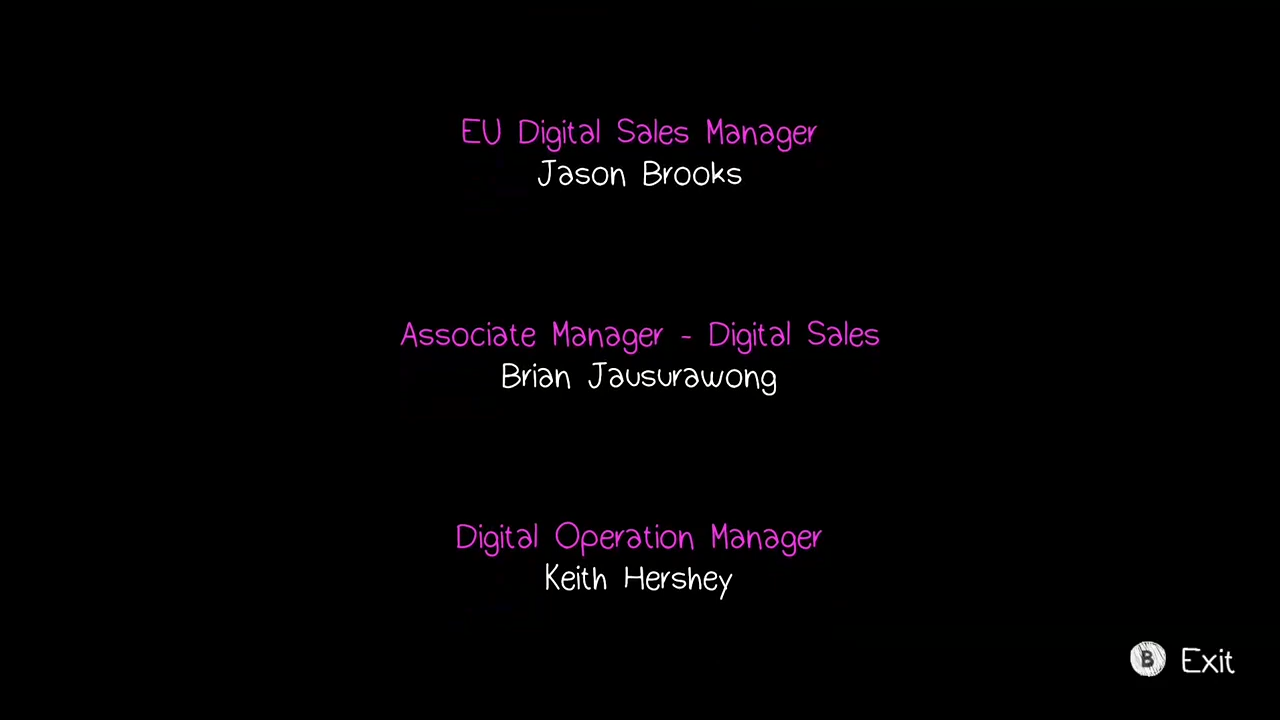 EU Digital Sales Manager
Jason Brooks
Associate Manager - Digital Sales
Brian Jausurawong
Digital Operation Manager
Keith Hershey
B Exit